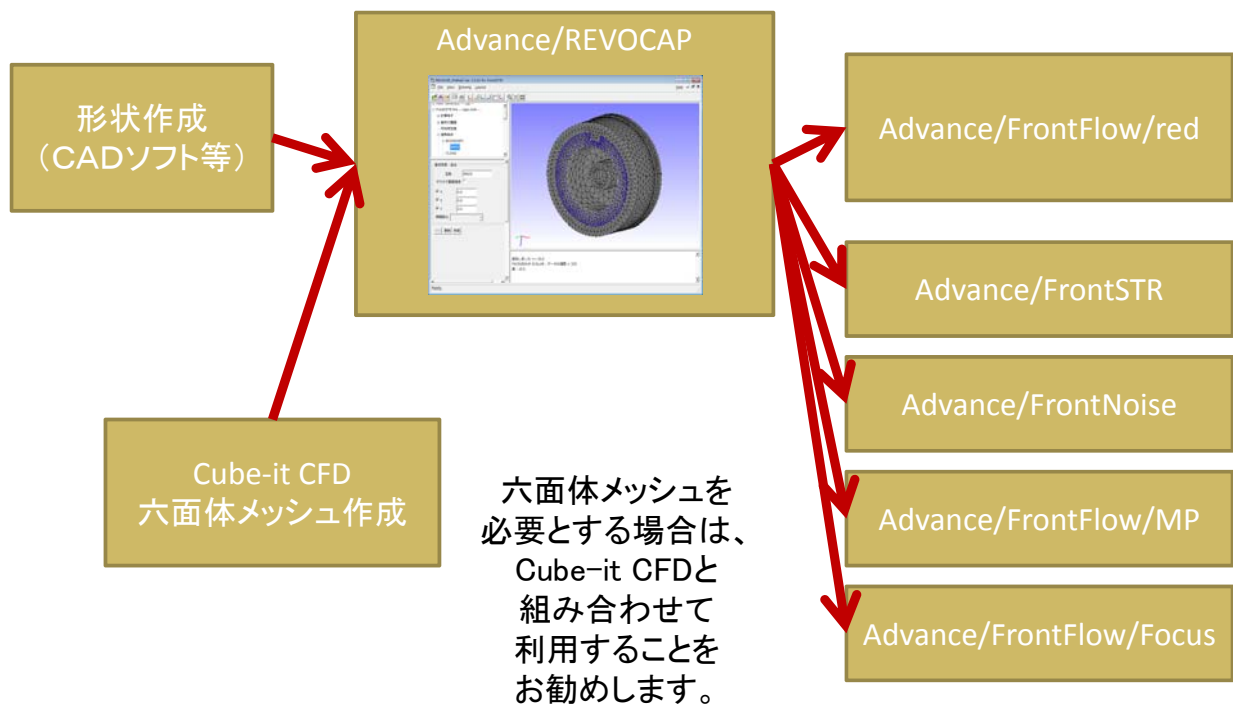 Advance/REVOCAP
形状作成
（CADソフト等）
Cube-it CFD
六面体メッシュ作成
六面体メッシュを
必要とする場合は、
Cube-it CFDと
組み合わせて
利用することを
お勧めします。
Advance/FrontFlow/red
Advance/FrontSTR
Advance/FrontNoise
Advance/FrontFlow/MP
Advance/FrontFlow/Focus